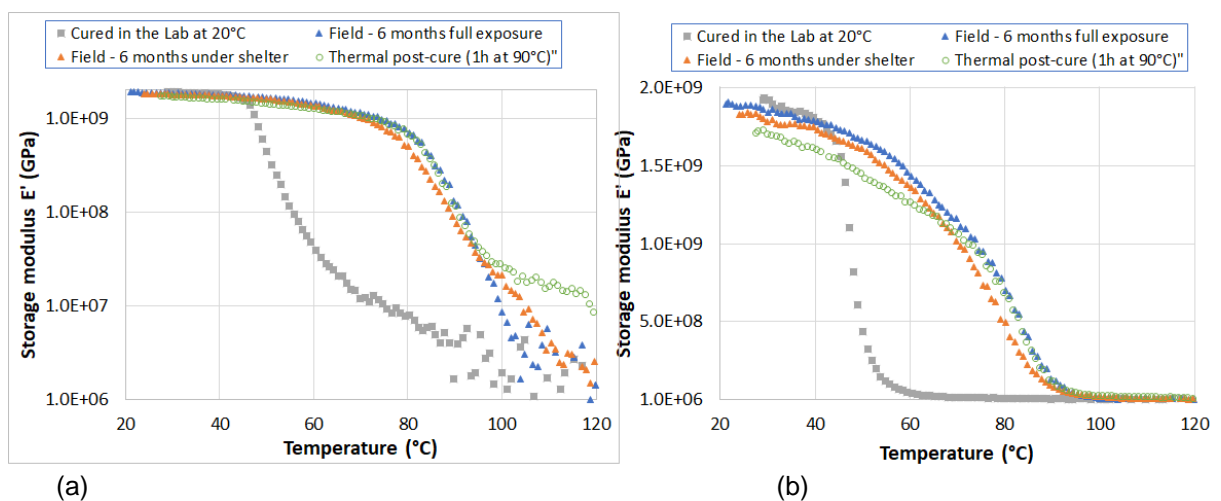 Cured in the Lab at 20°C
Field - 6 months full exposure
Field - 6 months under shelter
Thermal post-cure (1h at 90°C)"
Storage modulus E' (GPa)
1.0E+09
1.0E+08
1.0E+07
1.0E+06
20 40 60 80 100 120
Temperature (°C)
(a)
Cured in the Lab at 20°C
Field - 6 months full exposure
Field - 6 months under shelter
Thermal post-cure (1h at 90°C)"
Storage modulus E' (GPa)
2.0E+09
1.5E+09
1.0E+09
5.0E+08
1.0E+06
20 40 60 80 100 120
Temperature (°C)
(b)